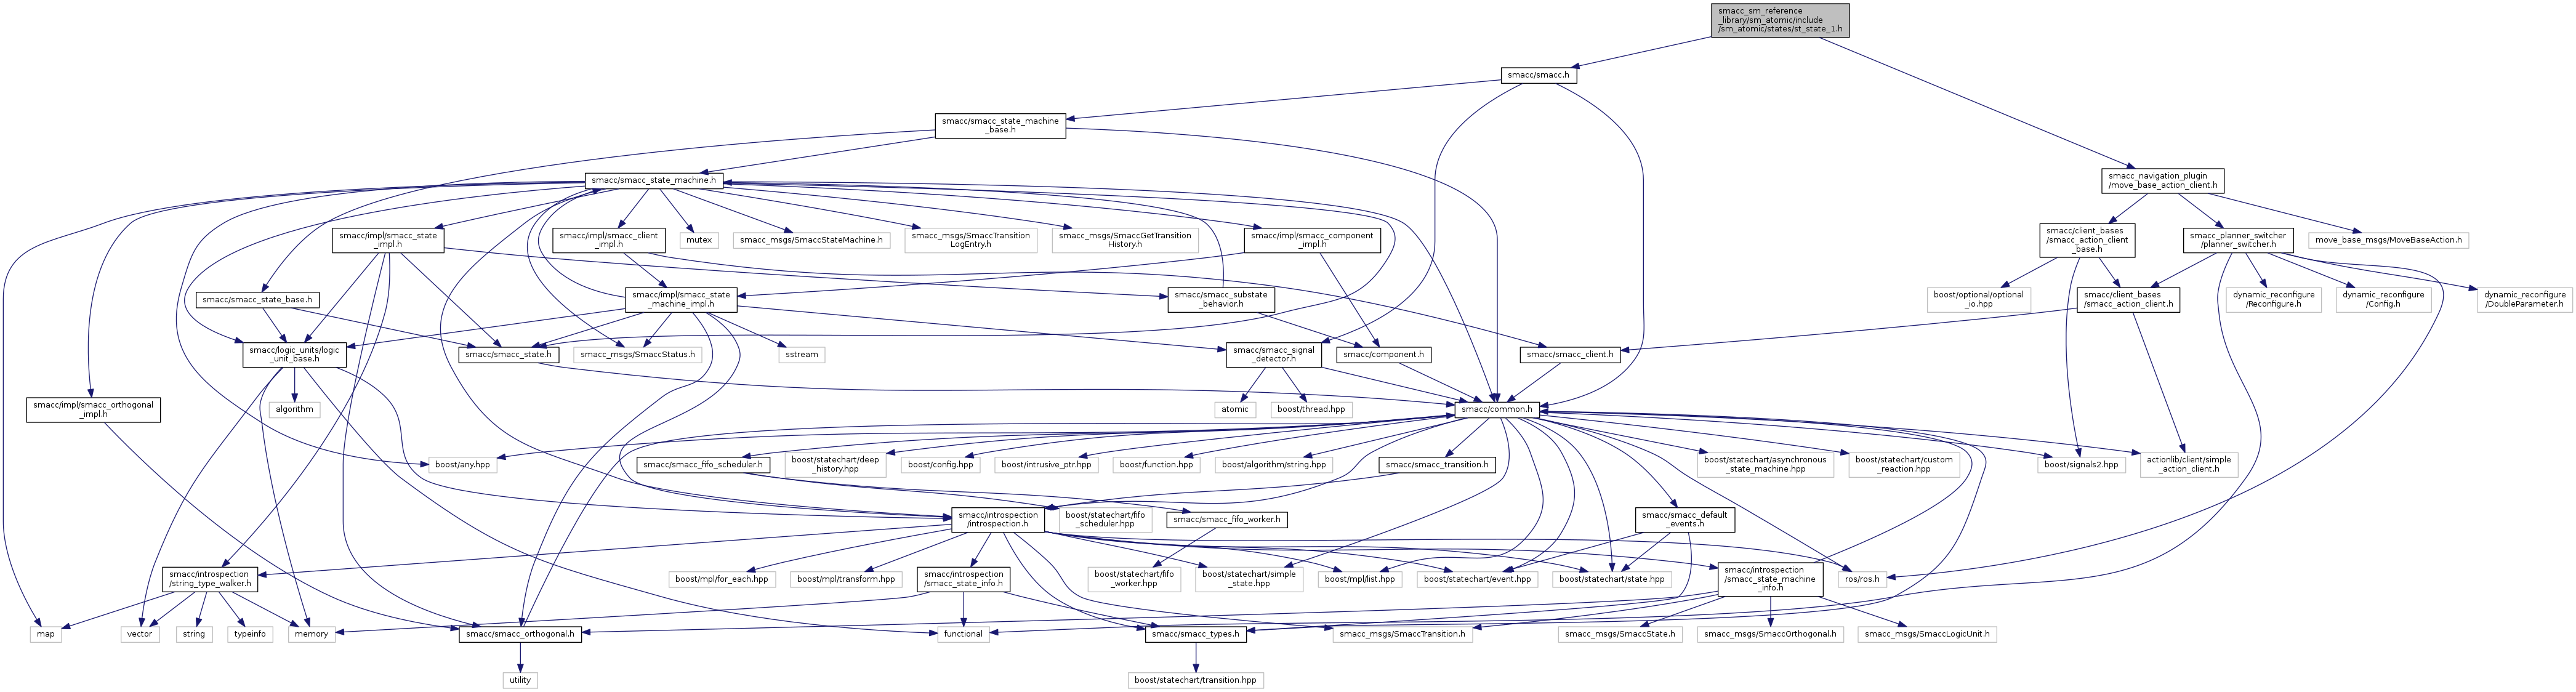 smacc_sm_reference
_library/sm_atomic/include
/sm_atomic/states/st_state_1.h
smacc/smacc.h
smacc/smacc_state_machine
_base.h
smacc/smacc_state_machine.h
smacc_navigation_plugin
/move_base_action_client.h
smacc/impl/smacc_state
_impl.h
smacc/impl/smacc_client
_impl.h
mutex
smacc_msgs/SmaccStateMachine.h
smacc_msgs/SmaccTransition
LogEntry.h
smacc_msgs/SmaccGetTransition
History.h
smacc/impl/smacc_component
_impl.h
smacc/client_bases
/smacc_action_client
_base.h
smacc_planner_switcher
/planner_switcher.h
move_base_msgs/MoveBaseAction.h
smacc/smacc_state_base.h
smacc/impl/smacc_state
_machine_impl.h
smacc/smacc_substate
_behavior.h
boost/optional/optional
_io.hpp
smacc/client_bases
/smacc_action_client.h
dynamic_reconfigure
/Reconfigure.h
dynamic_reconfigure
/Config.h
dynamic_reconfigure
/DoubleParameter.h
smacc/logic_units/logic
_unit_base.h
smacc/smacc_state.h
smacc_msgs/SmaccStatus.h
sstream
smacc/smacc_signal
_detector.h
smacc/component.h
smacc/smacc_client.h
smacc/impl/smacc_orthogonal
_impl.h
algorithm
atomic
boost/thread.hpp
smacc/common.h
boost/any.hpp
smacc/smacc_fifo_scheduler.h
boost/statechart/deep
_history.hpp
boost/config.hpp
boost/intrusive_ptr.hpp
boost/function.hpp
boost/algorithm/string.hpp
smacc/smacc_transition.h
boost/statechart/asynchronous
_state_machine.hpp
boost/statechart/custom
_reaction.hpp
boost/signals2.hpp
actionlib/client/simple
_action_client.h
smacc/introspection
/introspection.h
boost/statechart/fifo
_scheduler.hpp
smacc/smacc_fifo_worker.h
smacc/smacc_default
_events.h
smacc/introspection
/string_type_walker.h
boost/mpl/for_each.hpp
boost/mpl/transform.hpp
smacc/introspection
/smacc_state_info.h
boost/statechart/fifo
_worker.hpp
boost/statechart/simple
_state.hpp
boost/mpl/list.hpp
boost/statechart/event.hpp
boost/statechart/state.hpp
smacc/introspection
/smacc_state_machine
_info.h
ros/ros.h
map
vector
string
typeinfo
memory
smacc/smacc_orthogonal.h
functional
smacc/smacc_types.h
smacc_msgs/SmaccTransition.h
smacc_msgs/SmaccState.h
smacc_msgs/SmaccOrthogonal.h
smacc_msgs/SmaccLogicUnit.h
utility
boost/statechart/transition.hpp